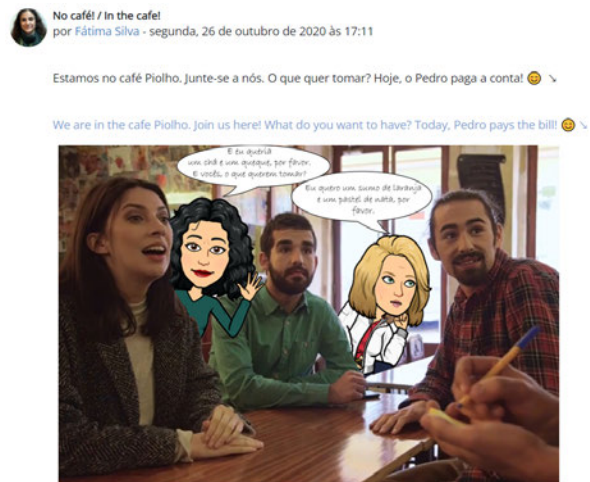 No café! / In the cafe!
por Fátima Silva - segunda, 26 de outubro de 2020 às 17:11
Estamos no café Piolho. Junte-se a nós. O que quer tomar? Hoje, o Pedro paga a conta! 😊 ↘
We are in the cafe Piolho. Join us here! What do you want to have? Today, Pedro pays the bill! 😊 ↘
E eu queria
um chá e um queque, por favor.
E vocês, o que querem tomar?
Eu quero um sumo de laranja
e um pastel de nata, por
favor.